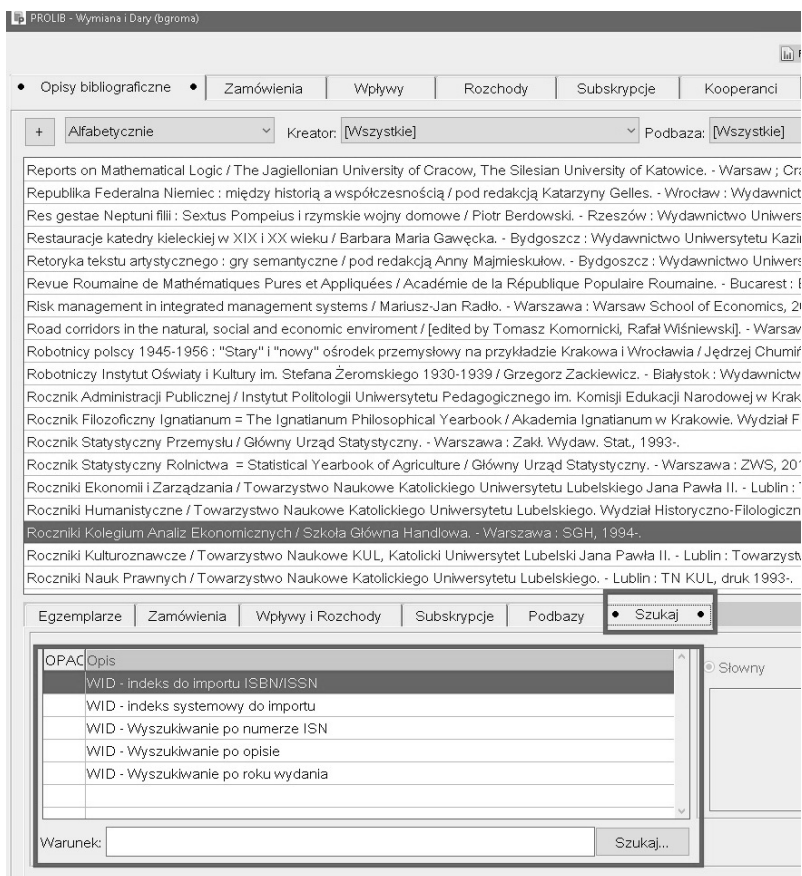 PROLIB - Wymiana i Dary (bgroma)
Opisy bibliograficzne Zamówienia Wpływy Rozchody Subskrypcje Kooperanci
+ Alfabetycznie Kreator: [Wszystkie] Podbaza: [Wszystkie]
Reports on Mathematical Logic / The Jagiellonian University of Cracow, The Silesian University of Katowice. - Warsaw ; Cra
Republika Federalna Niemiec : między historią a współczesnością / pod redakcją Katarzyny Gelles. - Wrocław : Wydawnict
Res gestae Neptuni filii : Sextus Pompeius i rzymskie wojny domowe / Piotr Berdowski. - Rzeszów : Wydawnictwo Uniwers
Restauracje katedry kieleckiej w XIX i XX wieku / Barbara Maria Gawęcka. - Bydgoszcz : Wydawnictwo Uniwersytetu Kazi
Retoryka tekstu artystycznego : gry semantyczne / pod redakcją Anny Majmieskułow. - Bydgoszcz : Wydawnictwo Uniwers
Revue Roumaine de Mathématiques Pures et Appliquées / Académie de la République Populaire Roumaine. - Bucarest : E
Risk management in integrated management systems / Mariusz-Jan Radło. - Warszawa : Warsaw School of Economics, 2
Road corridors in the natural, social and economic enviroment / [edited by Tomasz Komornicki, Rafał Wiśniewski]. - Warsaw
Robotnicy polscy 1945-1956 : "Stary" i "nowy" ośrodek przemysłowy na przykładzie Krakowa i Wrocławia / Jędrzej Chumiń
Robotniczy Instytut Oświaty i Kultury im. Stefana Żeromskiego 1930-1939 / Grzegorz Zackiewicz. - Białystok : Wydawnictw
Rocznik Administracji Publicznej / Instytut Politologii Uniwersytetu Pedagogicznego im. Komisji Edukacji Narodowej w Krak
Rocznik Filozoficzny Ignatianum = The Ignatianum Philosophical Yearbook / Akademia Ignatianum w Krakowie. Wydział F
Rocznik Statystyczny Przemysłu / Główny Urząd Statystyczny. - Warszawa : Zakł. Wydaw. Stat., 1993-.
Rocznik Statystyczny Rolnictwa = Statistical Yearbook of Agriculture / Główny Urząd Statystyczny. - Warszawa : ZWS, 201
Roczniki Ekonomii i Zarządzania / Towarzystwo Naukowe Katolickiego Uniwersytetu Lubelskiego Jana Pawła II. - Lublin : T
Roczniki Humanistyczne / Towarzystwo Naukowe Katolickiego Uniwersytetu Lubelskiego. Wydział Historyczno-Filologiczn
Roczniki Kolegium Analiz Ekonomicznych / Szkoła Główna Handlowa. - Warszawa : SGH, 1994-.
Roczniki Kulturoznawcze / Towarzystwo Naukowe KUL, Katolicki Uniwersytet Lubelski Jana Pawła II. - Lublin : Towarzyst
Roczniki Nauk Prawnych / Towarzystwo Naukowe Katolickiego Uniwersytetu Lubelskiego. - Lublin : TN KUL, druk 1993-.
Egzemplarze Zamówienia Wpływy i Rozchody Subskrypcje Podbazy Szukaj
OPAC Opis
Słowny
WID - indeks do importu ISBN/ISSN
WID - indeks systemowy do importu
WID - Wyszukiwanie po numerze ISN
WID - Wyszukiwanie po opisie
WID - Wyszukiwanie po roku wydania
Warunek: Szukaj...